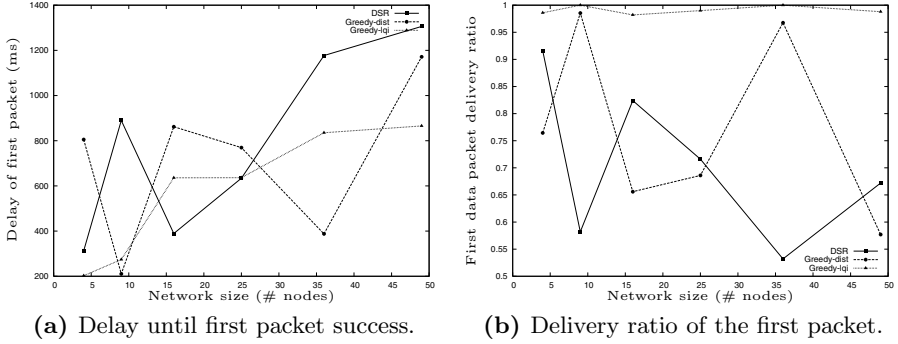 1400
1200
1000
800
600
400
200
Delay of first packet (ms)
0 5 10 15 20 25 30 35 40 45 50
Network size (# nodes)
DSR
Greedy-dist
Greedy-lqi
(a) Delay until first packet success.
1
0.95
0.9
0.85
0.8
0.75
0.7
0.65
0.6
0.55
0.5
First data packet delivery ratio
0 5 10 15 20 25 30 35 40 45 50
Network size (# nodes)
DSR
Greedy-dist
Greedy-lqi
(b) Delivery ratio of the first packet.